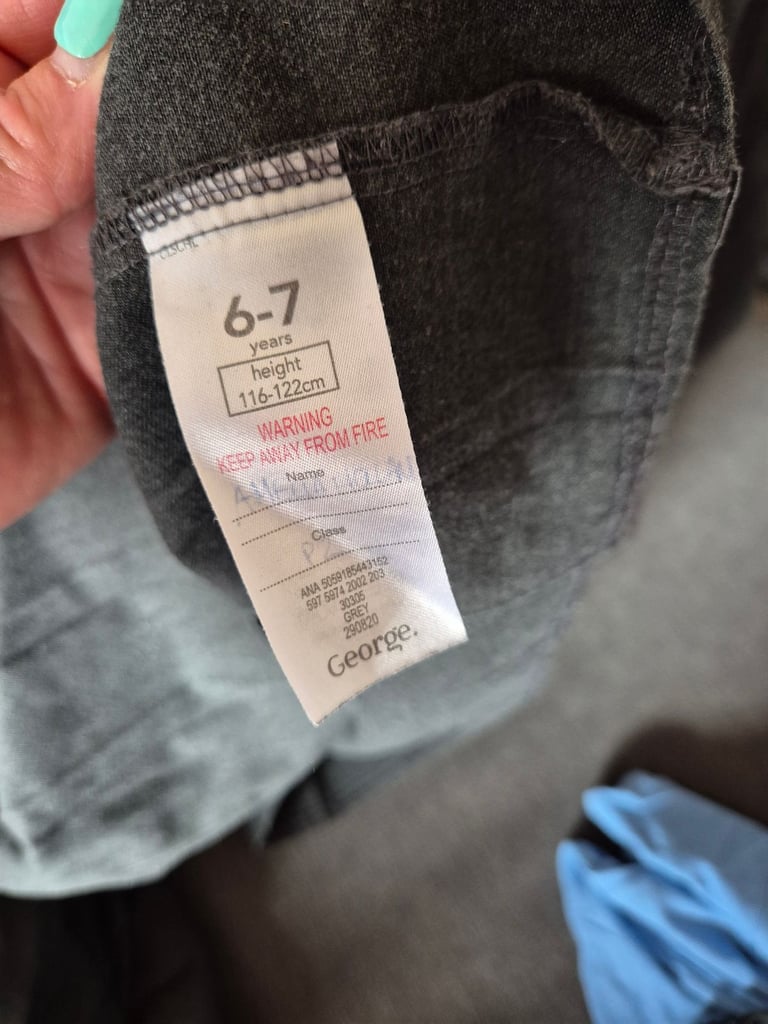 6-7
years
height
116-122cm
WARNING
KEEP AWAY FROM FIRE
Name
Class
ANA 5059185443152
597 5974 2002 203
30305
GREY
290820
George.